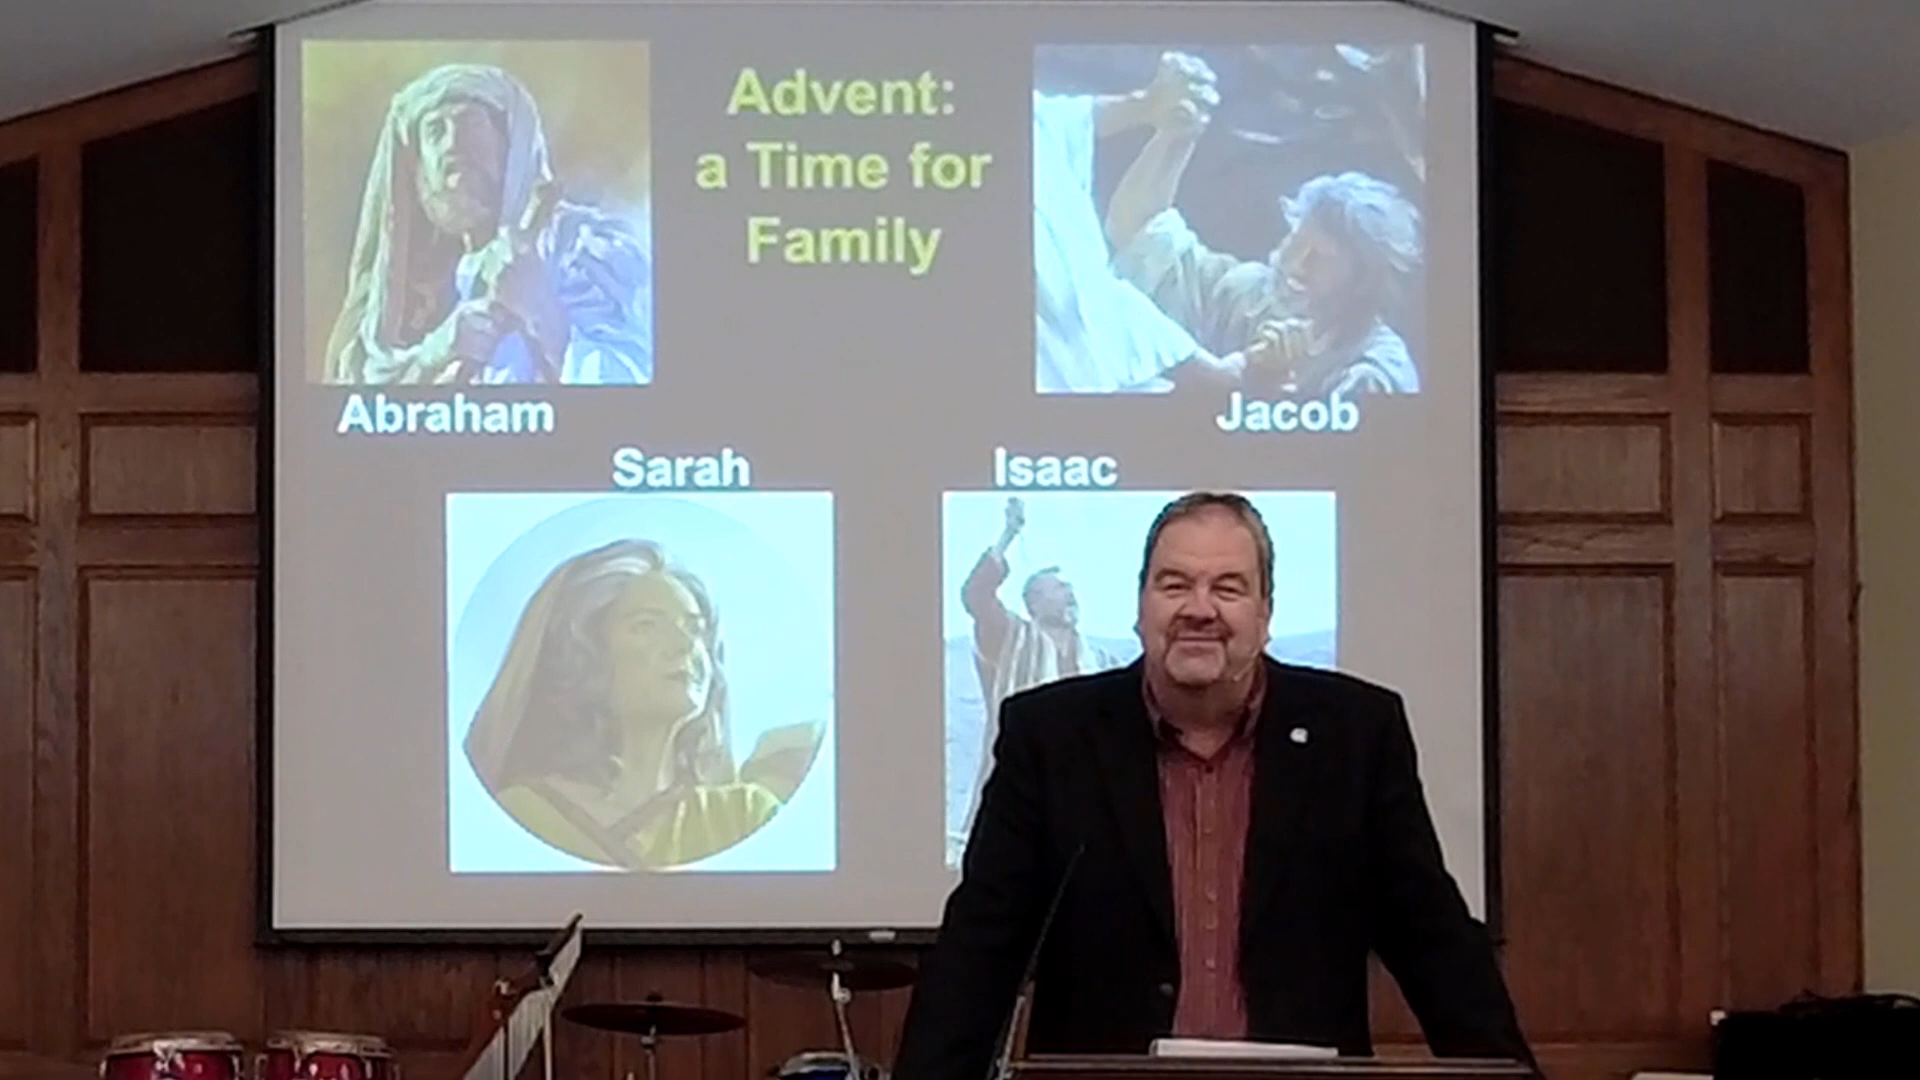 Advent:
a Time for
Family
Abraham
Jacob
Sarah
Isaac